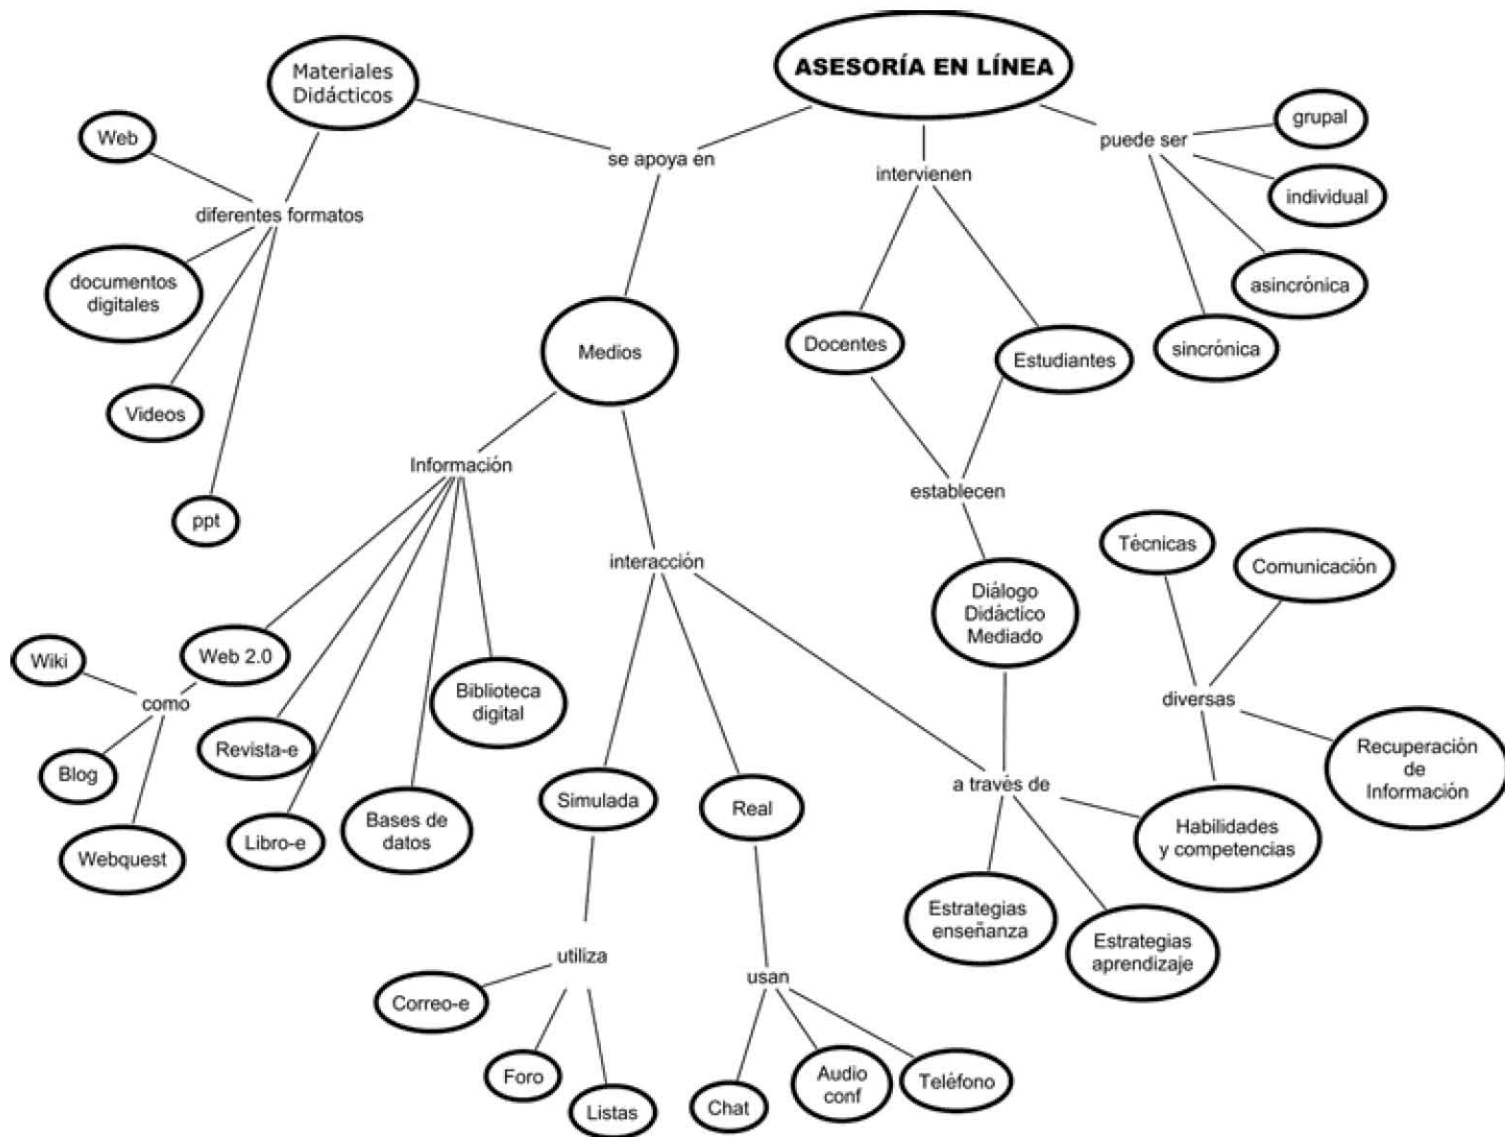 ASESORÍA EN LÍNEA
Materiales
Didácticos
Web
grupal
puede ser
se apoya en
intervienen
individual
diferentes formatos
documentos
digitales
asincrónica
Docentes
sincrónica
Medios
Estudiantes
Videos
Información
establecen
ppt
Técnicas
interacción
Comunicación
Diálogo
Didáctico
Mediado
Wiki
Web 2.0
como
Biblioteca
digital
diversas
Revista-e
Recuperación
de
Información
Blog
a través de
Simulada
Real
Bases de
datos
Habilidades
y competencias
Libro-e
Webquest
Estrategias
enseñanza
Estrategias
aprendizaje
utiliza
usan
Correo-e
Foro
Audio
conf
Teléfono
Listas
Chat